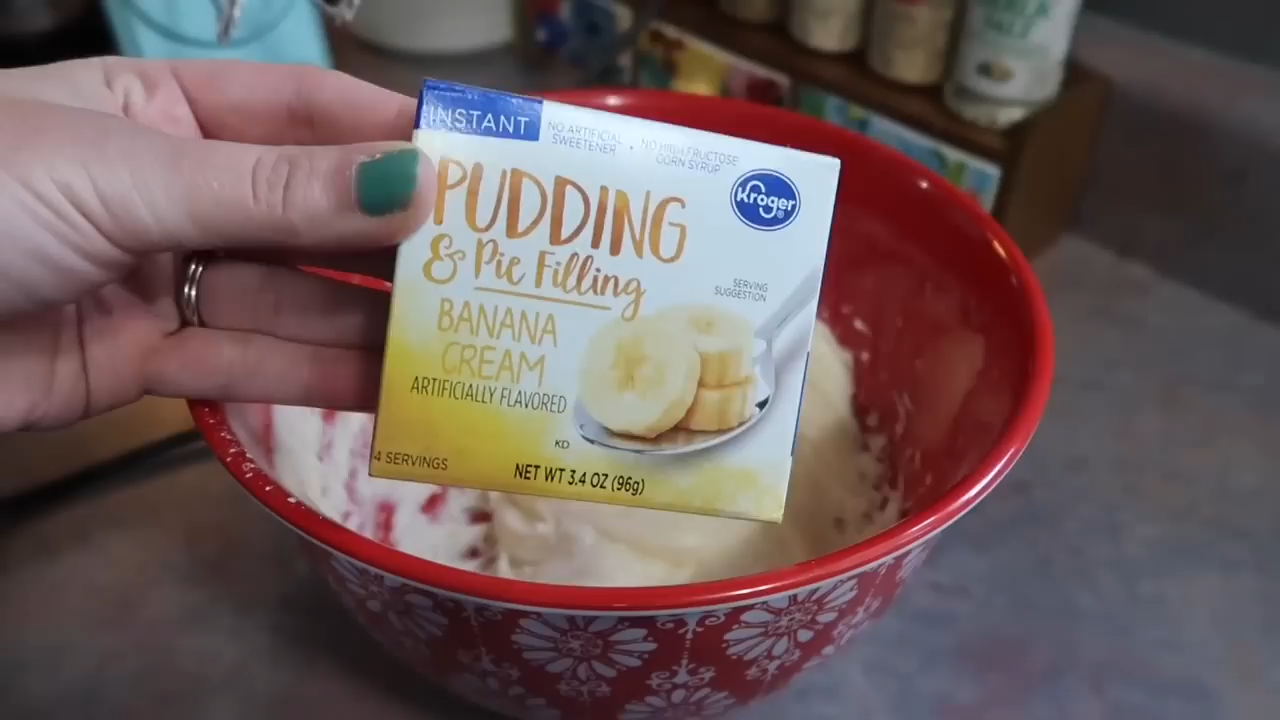 INSTANT
NO ARTIFICIAL
SWEETENER
• NO HIGH FRUCTOSE
CORN SYRUP
Kroger®
PUDDING
& Pie Filling
SERVING
SUGGESTION
BANANA
CREAM
ARTIFICIALLY FLAVORED
KD
4 SERVINGS
NET WT 3.4 OZ (96g)